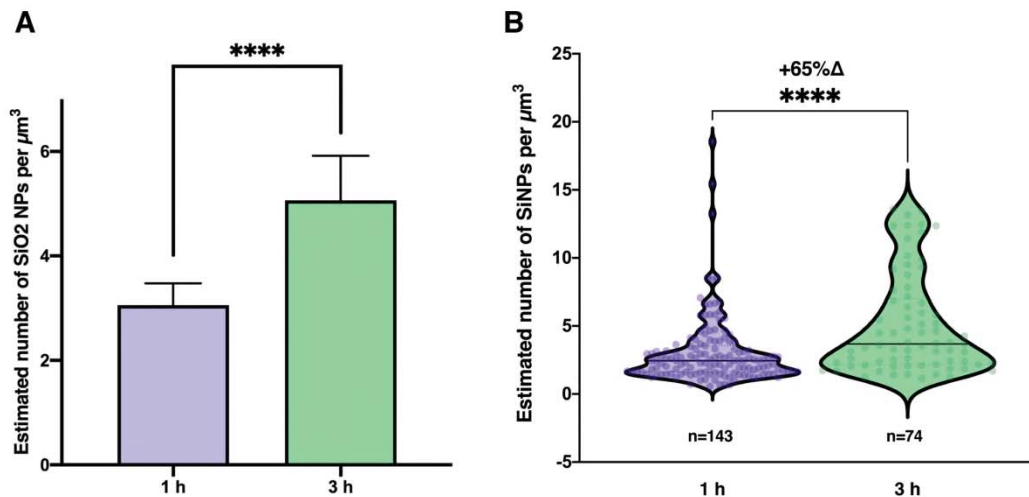 A
Estimated number of SiO2 NPs per µm³
6
4
2
0
****
1 h
3 h
B
Estimated number of SiNPs per µm³
25
20
15
10
5
0
-5
+65%Δ
****
n=143
n=74
1 h
3 h